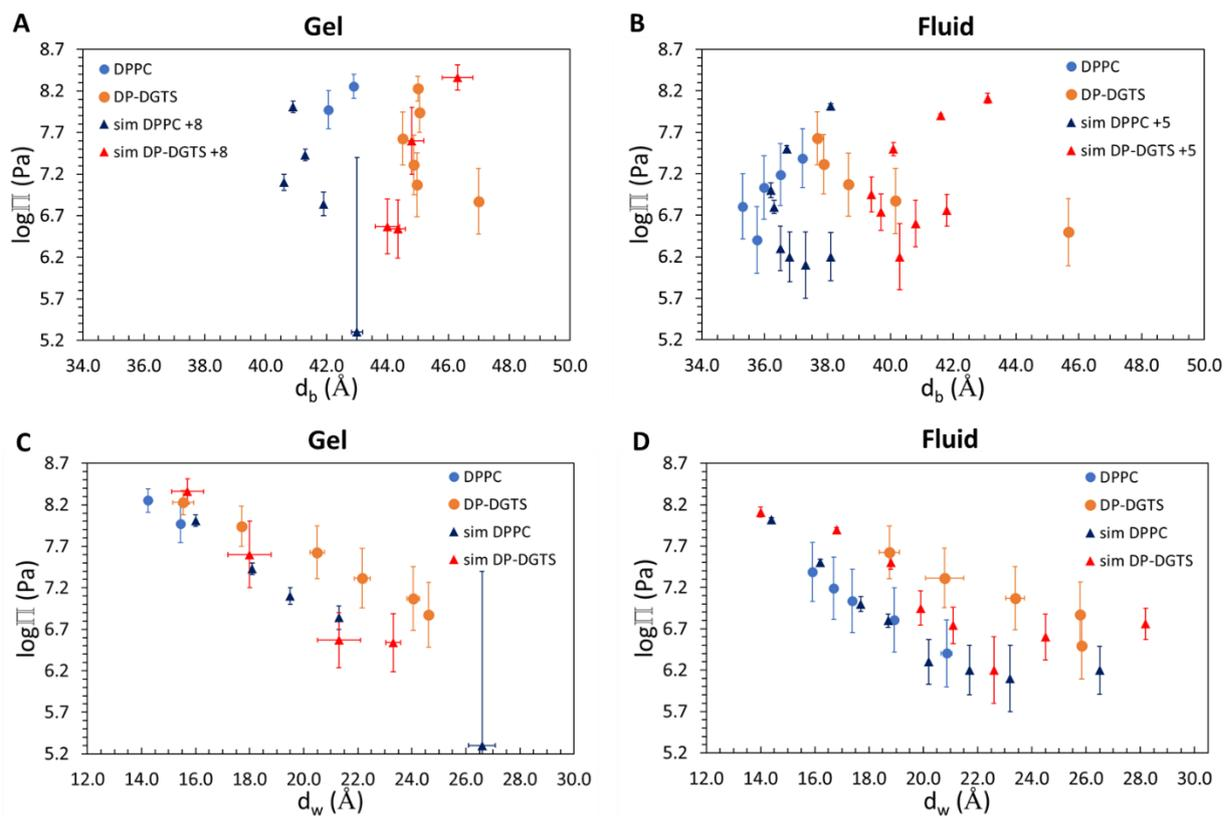 A
Gel
8.7
8.2
7.7
7.2
6.7
6.2
5.7
5.2
logΠ (Pa)
DPPC
DP-DGTS
sim DPPC +8
sim DP-DGTS +8
34.0 36.0 38.0 40.0 42.0 44.0 46.0 48.0 50.0
d_b (Å)
B
Fluid
8.7
8.2
7.7
7.2
6.7
6.2
5.7
5.2
logΠ (Pa)
DPPC
DP-DGTS
sim DPPC +5
sim DP-DGTS +5
34.0 36.0 38.0 40.0 42.0 44.0 46.0 48.0 50.0
d_b (Å)
C
Gel
8.7
8.2
7.7
7.2
6.7
6.2
5.7
5.2
logΠ (Pa)
DPPC
DP-DGTS
sim DPPC
sim DP-DGTS
12.0 14.0 16.0 18.0 20.0 22.0 24.0 26.0 28.0 30.0
d_w (Å)
D
Fluid
8.7
8.2
7.7
7.2
6.7
6.2
5.7
5.2
logΠ (Pa)
DPPC
DP-DGTS
sim DPPC
sim DP-DGTS
12.0 14.0 16.0 18.0 20.0 22.0 24.0 26.0 28.0 30.0
d_w (Å)